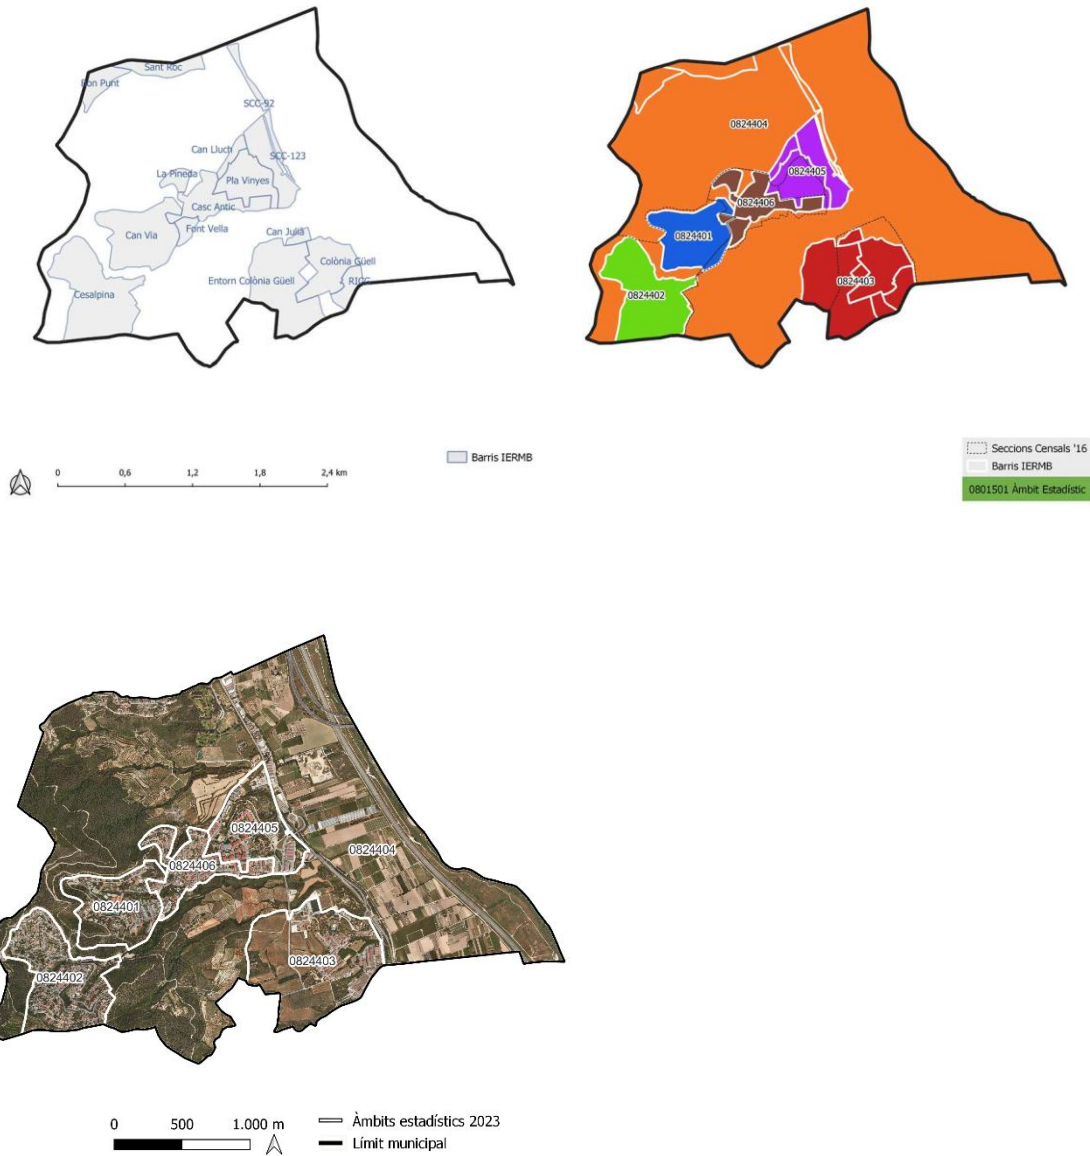 Sant Roc
Bon Punt
SCC-92
Can Lluch
SCC-123
La Pineda
Pla Vinyes
Casc Antic
Font Vella
Can Via
Can Julià
Colònia Güell
Entorn Colònia Güell
RICG
Cesalpina
0824404
0824405
0824406
0824401
0824403
0824402
0 0,6 1,2 1,8 2,4 km
Barris IERMB
Seccions Censals '16
Barris IERMB
0801501 Àmbit Estadístic
0824405
0824404
0824406
0824401
0824403
0824402
0 500 1.000 m
Àmbits estadístics 2023
Límit municipal